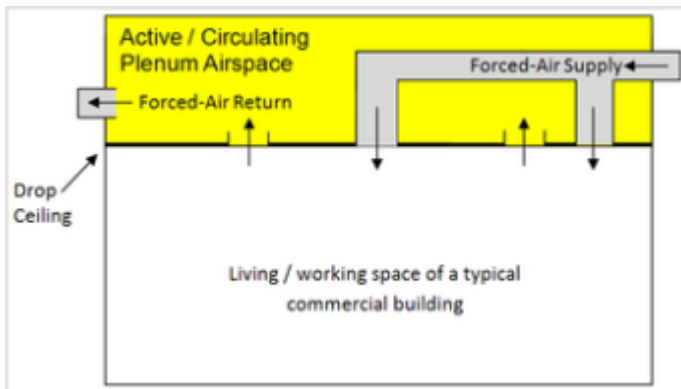 Active / Circulating
Plenum Airspace
Forced-Air Supply
Forced-Air Return
Drop
Ceiling
Living / working space of a typical
commercial building